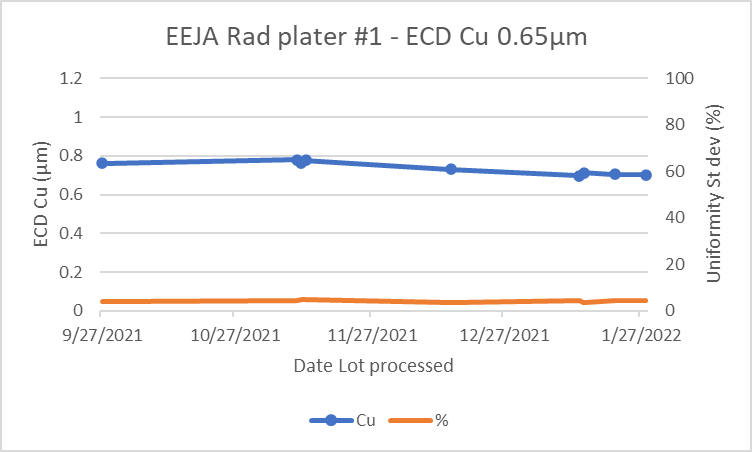 EEJA Rad plater #1 - ECD Cu 0.65µm
1.2
1
0.8
0.6
0.4
0.2
0
ECD Cu (µm)
100
80
60
40
20
0
Uniformity St dev (%)
9/27/2021 10/27/2021 11/27/2021 12/27/2021 1/27/2022
Date Lot processed
Cu %